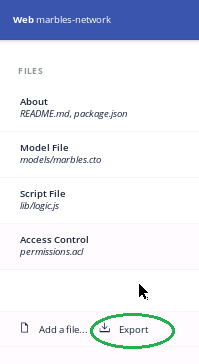 Web marbles-network
FILES
About
README.md, package.json
Model File
models/marbles.cto
Script File
lib/logic.js
Access Control
permissions.acl
Add a file... Export